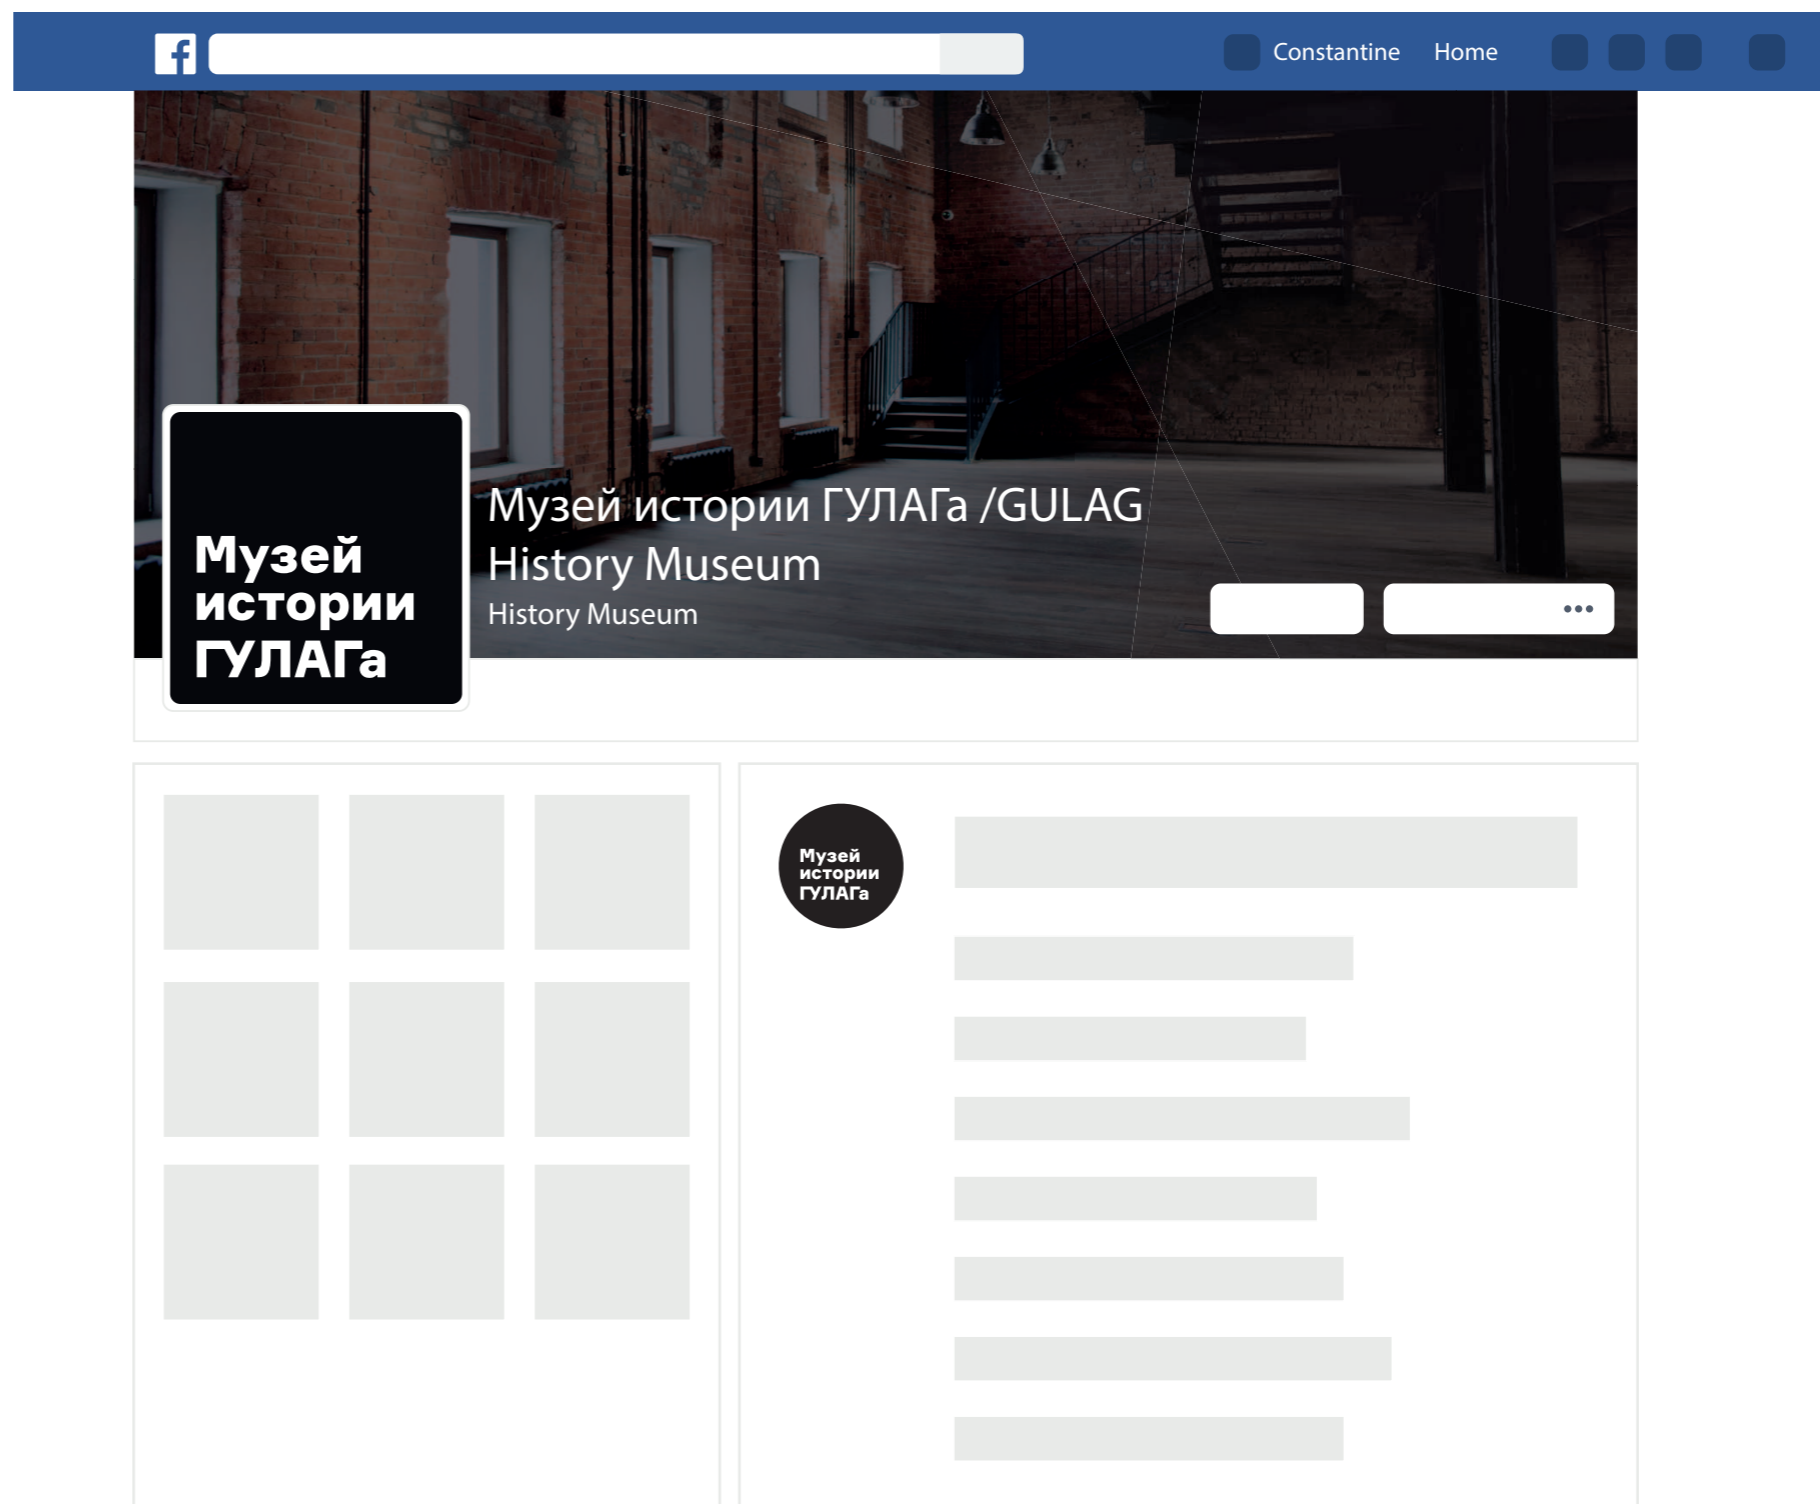 Constantine Home
Музей истории ГУЛАГа /GULAG
History Museum
History Museum
Музей
истории
ГУЛАГа
Музей
истории
ГУЛАГа